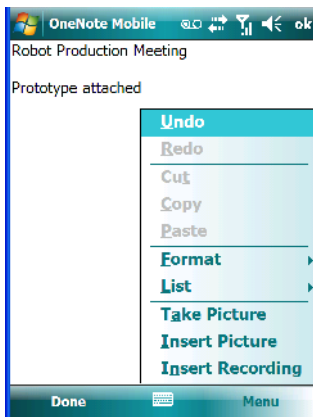 OneNote Mobile ok
Robot Production Meeting
Prototype attached
Undo
Redo
Cut
Copy
Paste
Format
List
Take Picture
Insert Picture
Insert Recording
Done Menu